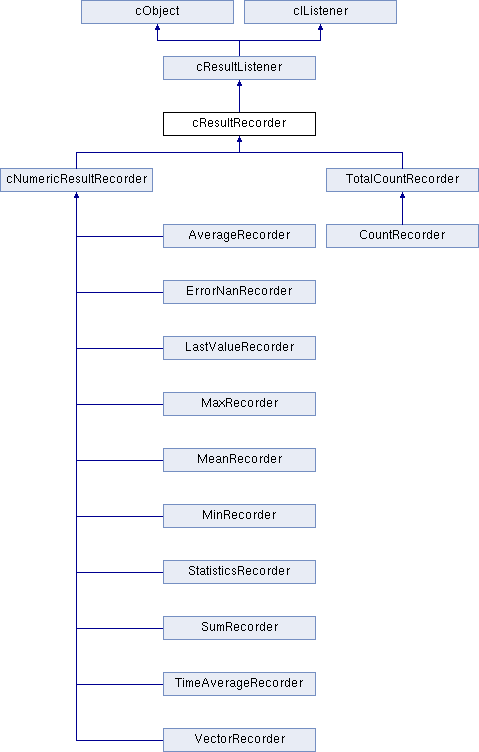 cObject
cIListener
cResultListener
cResultRecorder
cNumericResultRecorder
TotalCountRecorder
AverageRecorder
CountRecorder
ErrorNanRecorder
LastValueRecorder
MaxRecorder
MeanRecorder
MinRecorder
StatisticsRecorder
SumRecorder
TimeAverageRecorder
VectorRecorder